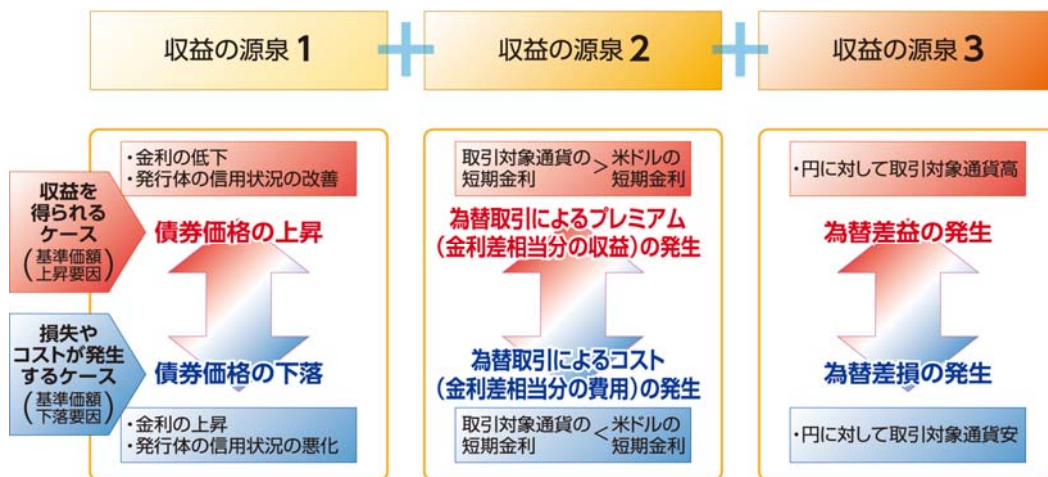 収益の源泉 1
+
収益の源泉 2
+
収益の源泉 3
収益を
得られる
ケース
(基準価額
上昇要因)
・金利の低下
・発行体の信用状況の改善
債券価格の上昇
取引対象通貨の
短期金利
>
米ドルの
短期金利
為替取引によるプレミアム
(金利差相当分の収益)の発生
・円に対して取引対象通貨高
為替差益の発生
損失や
コストが発生
するケース
(基準価額
下落要因)
債券価格の下落
・金利の上昇
・発行体の信用状況の悪化
為替取引によるコスト
(金利差相当分の費用)の発生
取引対象通貨の
短期金利
<
米ドルの
短期金利
為替差損の発生
・円に対して取引対象通貨安